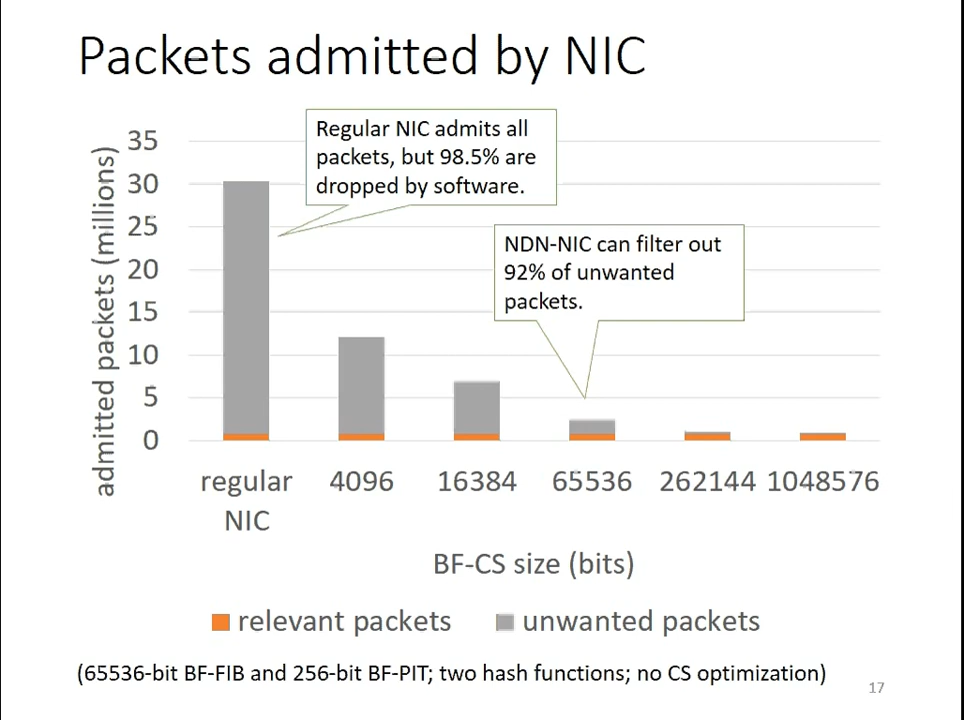 Packets admitted by NIC
admitted packets (millions)
35
30
25
20
15
10
5
0
Regular NIC admits all
packets, but 98.5% are
dropped by software.
NDN-NIC can filter out
92% of unwanted
packets.
regular NIC
4096
16384
65536
262144
1048576
BF-CS size (bits)
relevant packets
unwanted packets
(65536-bit BF-FIB and 256-bit BF-PIT; two hash functions; no CS optimization)
17